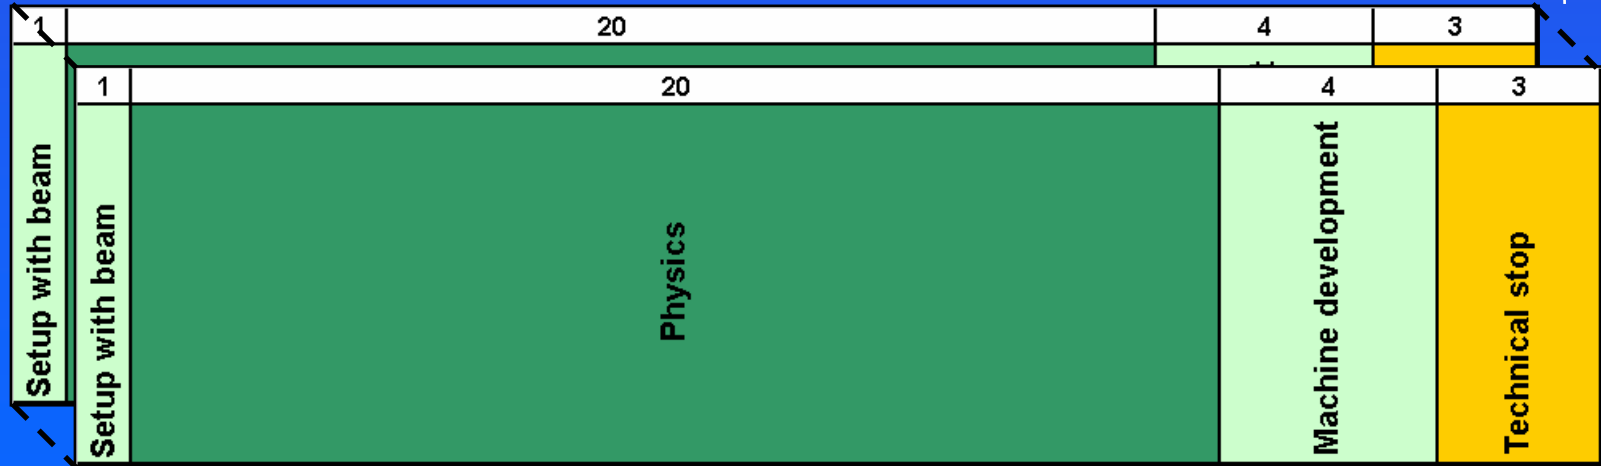 1 20 4 3
Setup with beam
1 20 4 3
Setup with beam
Physics
Machine development
Technical stop